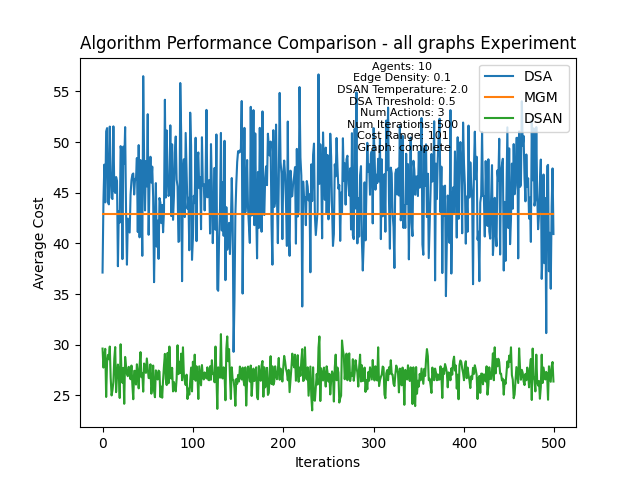 Algorithm Performance Comparison - all graphs Experiment
Agents: 10
Edge Density: 0.1
DSAN Temperature: 2.0
DSA Threshold: 0.5
Num Actions: 3
Num Iterations: 500
Cost Range: 101
Graph: complete
DSA
MGM
DSAN
Average Cost
55
50
45
40
35
30
25
0
100
200
300
400
500
Iterations